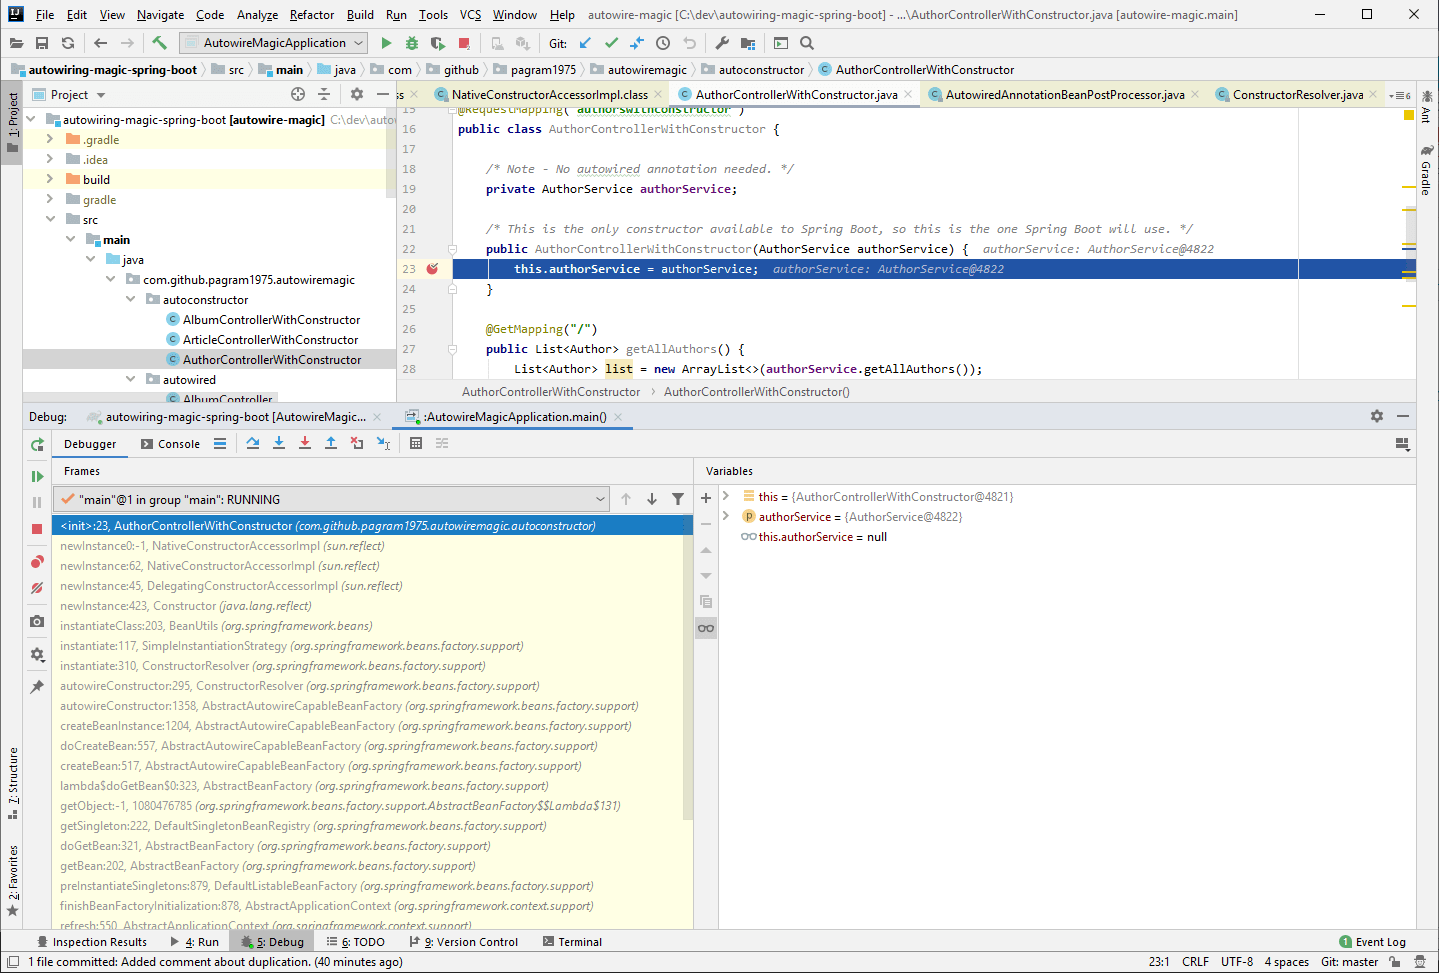 File Edit View Navigate Code Analyze Refactor Build Run Tools VCS Window Help autowire-magic [C:\dev\autowiring-magic-spring-boot] - ...\AuthorControllerWithConstructor.java [autowire-magic.main]
AutowireMagicApplication Git:
autowiring-magic-spring-boot src main java com github pagram1975 autowiremagic autoconstructor AuthorControllerWithConstructor
Project
ss NativeConstructorAccessorImpl.class AuthorControllerWithConstructor.java AutowiredAnnotationBeanPostProcessor.java ConstructorResolver.java 6
1: Project
7: Structure
2: Favorites
autowiring-magic-spring-boot [autowire-magic] C:\dev\auto
.gradle
.idea
build
gradle
src
main
java
com.github.pagram1975.autowiremagic
autoconstructor
AlbumControllerWithConstructor
ArticleControllerWithConstructor
AuthorControllerWithConstructor
autowired
AlbumController
15 @RequestMapping("authorswithconstructor")
16 public class AuthorControllerWithConstructor {
17
18 /* Note - No autowired annotation needed. */
19 private AuthorService authorService;
20
21 /* This is the only constructor available to Spring Boot, so this is the one Spring Boot will use. */
22 public AuthorControllerWithConstructor(AuthorService authorService) { authorService: AuthorService@4822
23 this.authorService = authorService; authorService: AuthorService@4822
24 }
25
26 @GetMapping("/")
27 public List<Author> getAllAuthors() {
28 List<Author> list = new ArrayList<>(authorService.getAllAuthors());
AuthorControllerWithConstructor AuthorControllerWithConstructor()
Ant
Gradle
Debug: autowiring-magic-spring-boot [AutowireMagic... :AutowireMagicApplication.main()
Debugger Console
Frames
"main"@1 in group "main": RUNNING
<init>:23, AuthorControllerWithConstructor (com.github.pagram1975.autowiremagic.autoconstructor)
newInstance0:-1, NativeConstructorAccessorImpl (sun.reflect)
newInstance:62, NativeConstructorAccessorImpl (sun.reflect)
newInstance:45, DelegatingConstructorAccessorImpl (sun.reflect)
newInstance:423, Constructor (java.lang.reflect)
instantiateClass:203, BeanUtils (org.springframework.beans)
instantiate:117, SimpleInstantiationStrategy (org.springframework.beans.factory.support)
instantiate:310, ConstructorResolver (org.springframework.beans.factory.support)
autowireConstructor:295, ConstructorResolver (org.springframework.beans.factory.support)
autowireConstructor:1358, AbstractAutowireCapableBeanFactory (org.springframework.beans.factory.support)
createBeanInstance:1204, AbstractAutowireCapableBeanFactory (org.springframework.beans.factory.support)
doCreateBean:557, AbstractAutowireCapableBeanFactory (org.springframework.beans.factory.support)
createBean:517, AbstractAutowireCapableBeanFactory (org.springframework.beans.factory.support)
lambda$doGetBean$0:323, AbstractBeanFactory (org.springframework.beans.factory.support)
getObject:-1, 1080476785 (org.springframework.beans.factory.support.AbstractBeanFactory$$Lambda$131)
getSingleton:222, DefaultSingletonBeanRegistry (org.springframework.beans.factory.support)
doGetBean:321, AbstractBeanFactory (org.springframework.beans.factory.support)
getBean:202, AbstractBeanFactory (org.springframework.beans.factory.support)
preInstantiateSingletons:879, DefaultListableBeanFactory (org.springframework.beans.factory.support)
finishBeanFactoryInitialization:878, AbstractApplicationContext (org.springframework.context.support)
refresh:550, AbstractApplicationContext (org.springframework.context.support)
Variables
this = {AuthorControllerWithConstructor@4821}
authorService = {AuthorService@4822}
this.authorService = null
Inspection Results 4: Run 5: Debug 6: TODO 9: Version Control Terminal 1 Event Log
1 file committed: Added comment about duplication. (40 minutes ago) 23:1 CRLF UTF-8 4 spaces Git: master